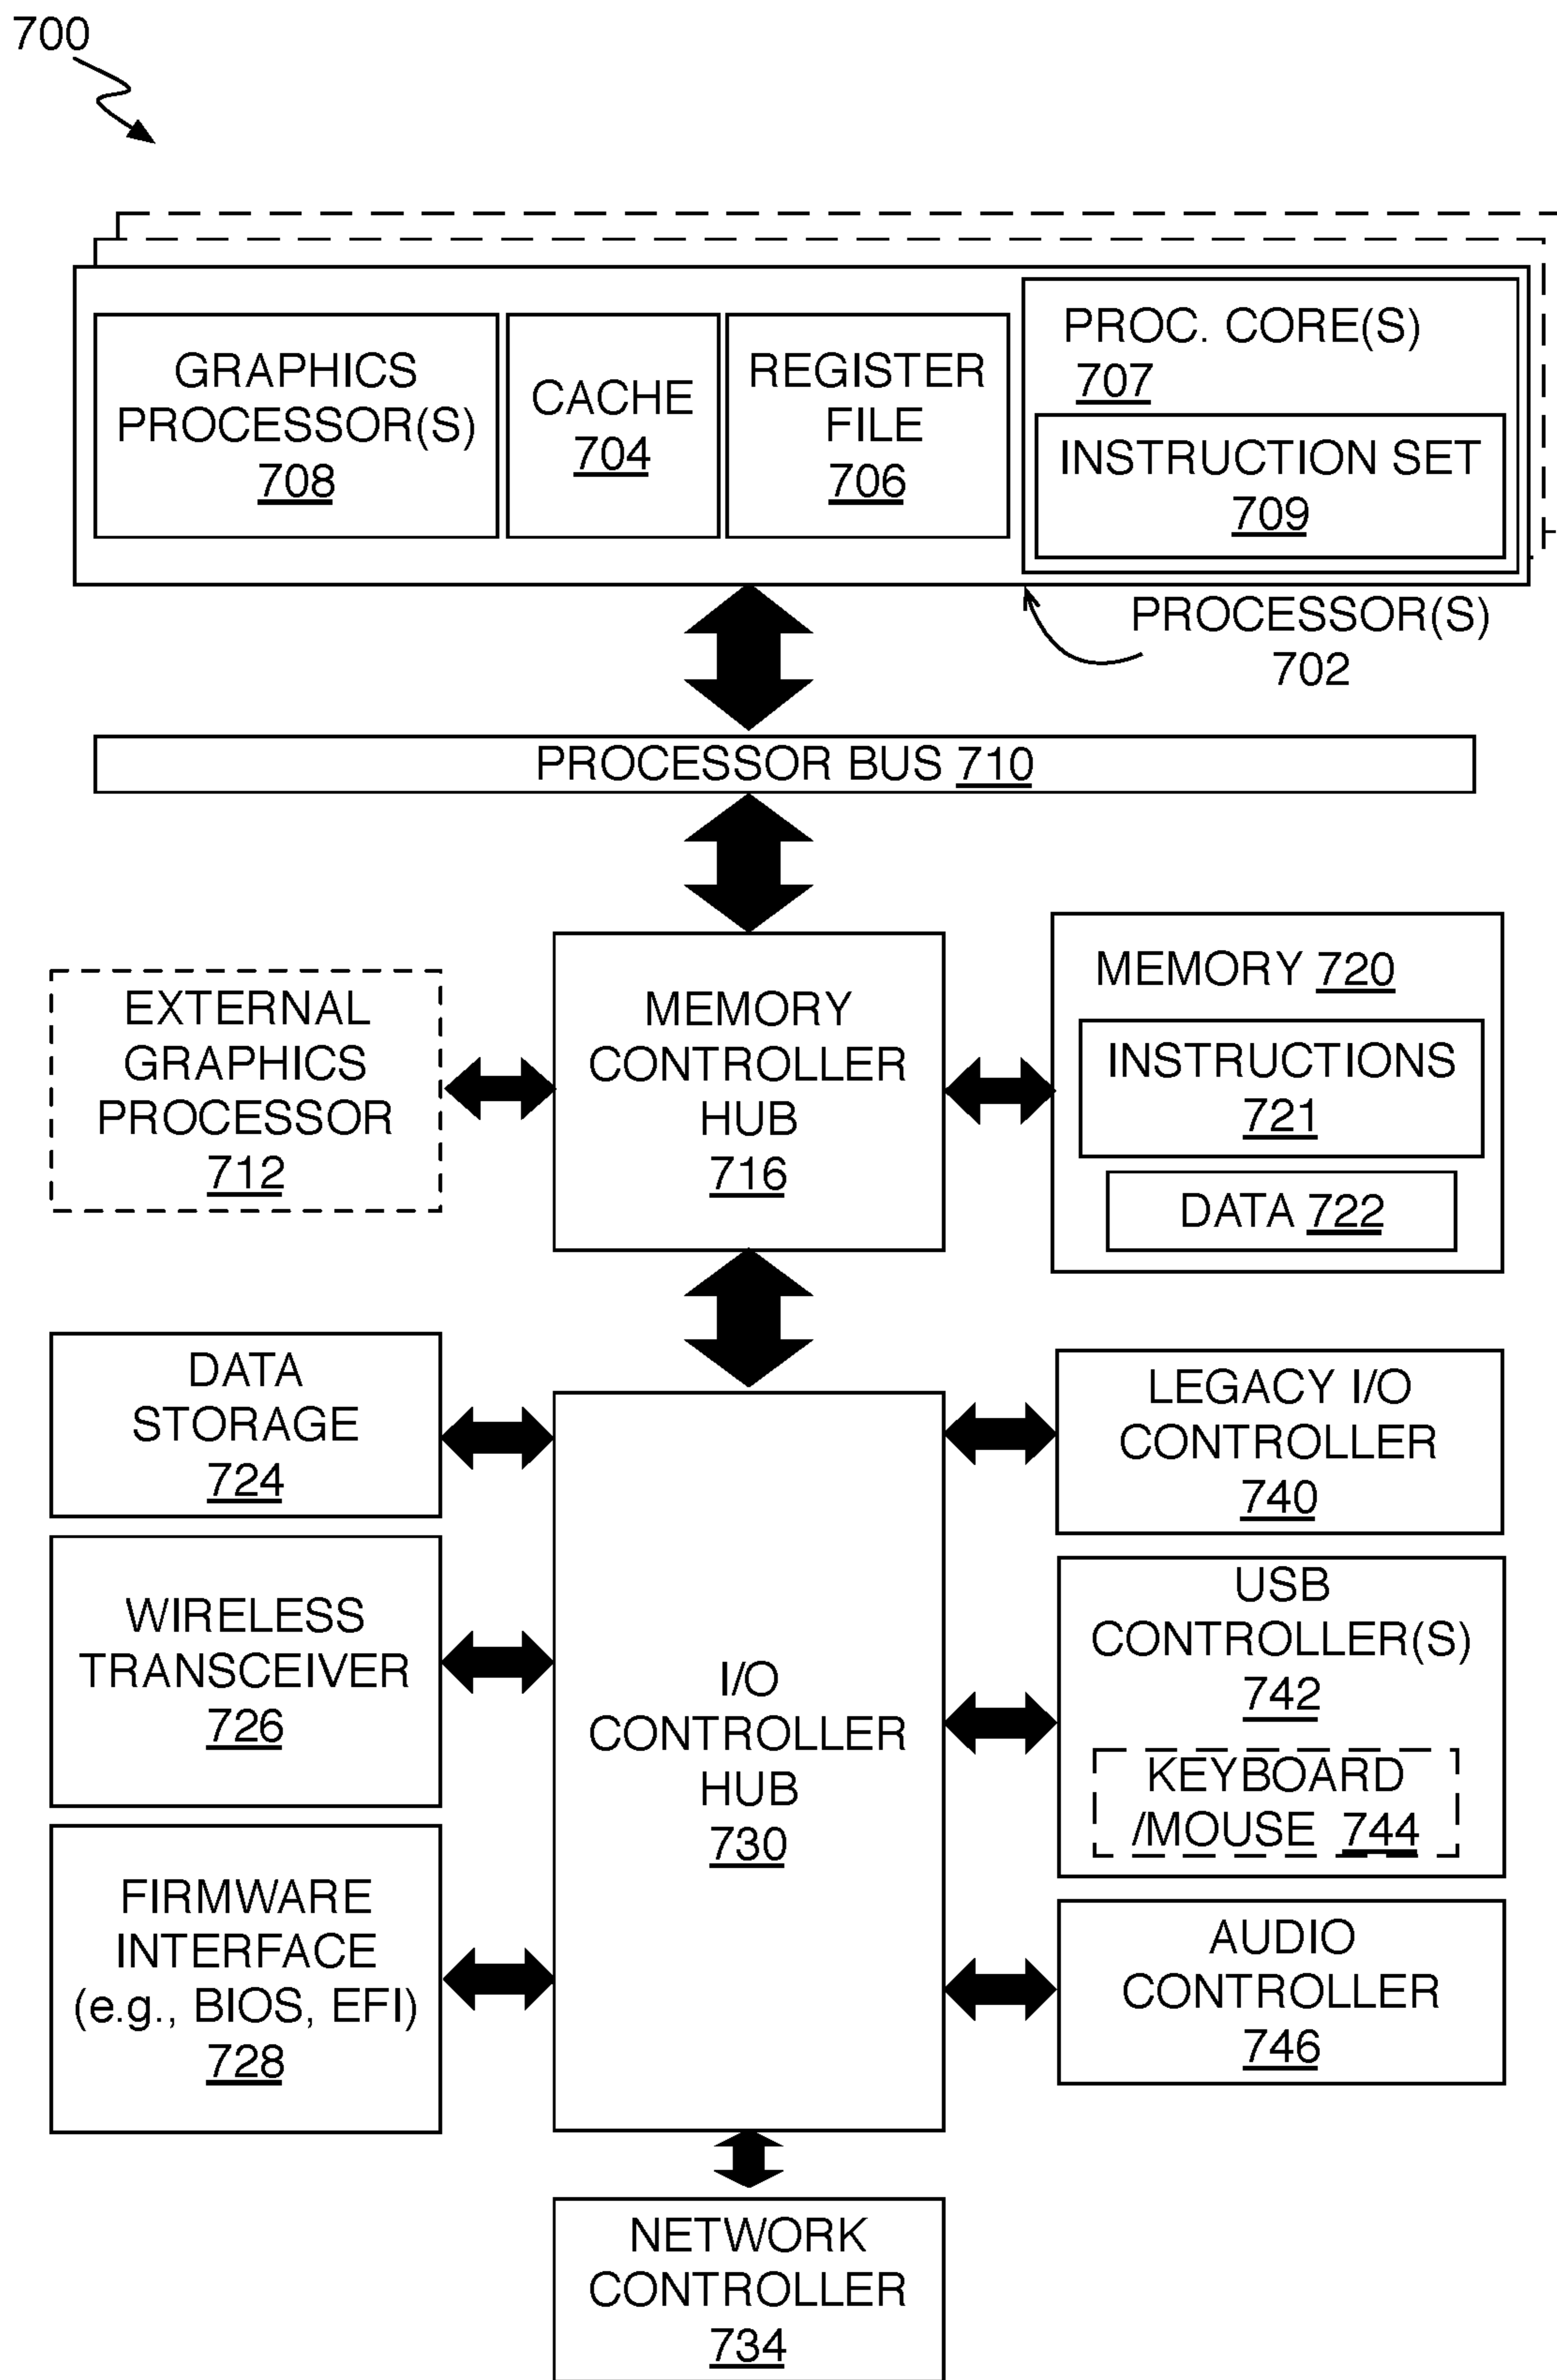 700
GRAPHICS
PROCESSOR(S)
708
CACHE
704
REGISTER
FILE
706
PROC. CORE(S)
707
INSTRUCTION SET
709
PROCESSOR(S)
702
PROCESSOR BUS 710
EXTERNAL
GRAPHICS
PROCESSOR
712
MEMORY
CONTROLLER
HUB
716
MEMORY 720
INSTRUCTIONS
721
DATA 722
DATA
STORAGE
724
WIRELESS
TRANSCEIVER
726
FIRMWARE
INTERFACE
(e.g., BIOS, EFI)
728
I/O
CONTROLLER
HUB
730
LEGACY I/O
CONTROLLER
740
USB
CONTROLLER(S)
742
KEYBOARD
/MOUSE 744
AUDIO
CONTROLLER
746
NETWORK
CONTROLLER
734